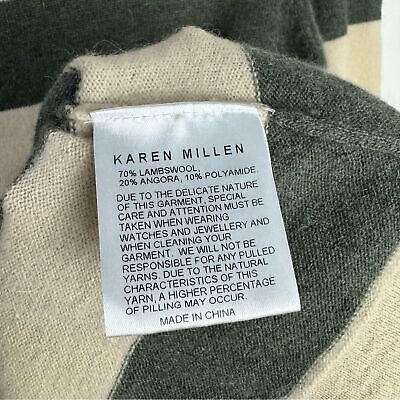 KAREN MILLEN
70% LAMBSWOOL
20% ANGORA, 10% POLYAMIDE.
DUE TO THE DELICATE NATURE
OF THIS GARMENT, SPECIAL
CARE AND ATTENTION MUST BE
TAKEN WHEN WEARING
WATCHES AND JEWELLERY AND
WHEN CLEANING YOUR
GARMENT. WE WILL NOT BE
RESPONSIBLE FOR ANY PULLED
YARNS. DUE TO THE NATURAL
CHARACTERISTICS OF THIS
YARN, A HIGHER PERCENTAGE
OF PILLING MAY OCCUR.
MADE IN CHINA